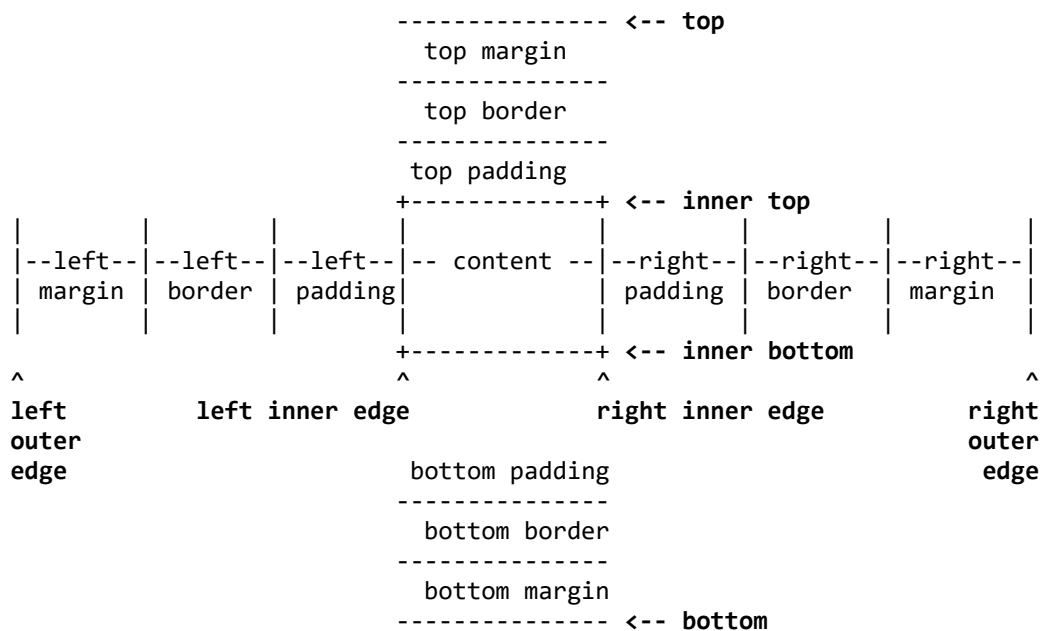 --------------- <-- top
top margin
---------------
top border
---------------
top padding
+-------------+ <-- inner top
|        |        |        |             |         |         |         |
|--left--|--left--|--left--|-- content --|--right--|--right--|--right--|
| margin | border | padding|             | padding | border  | margin  |
|        |        |        |             |         |         |         |
+-------------+ <-- inner bottom
^                          ^             ^                             ^
left left inner edge right inner edge right
outer outer
edge bottom padding edge
---------------
bottom border
---------------
bottom margin
--------------- <-- bottom